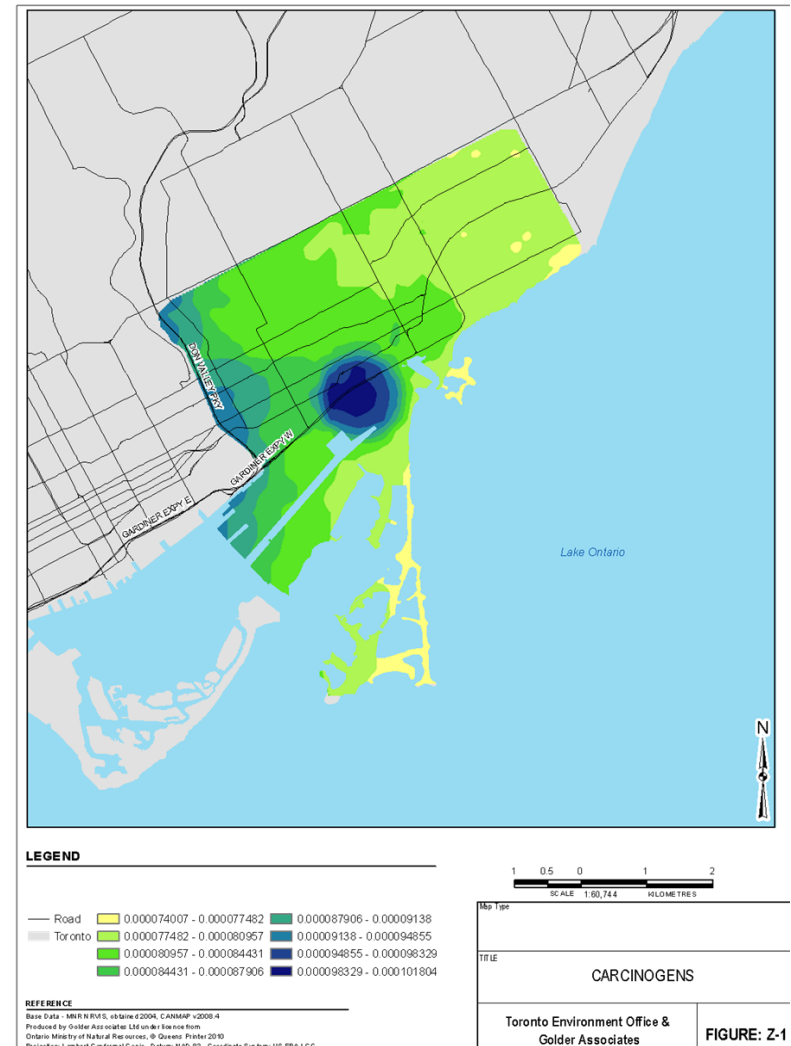 DON VALLEY PKY
GARDINER EXPY W
GARDINER EXPY E
Lake Ontario
N
LEGEND
1 0.5 0 1 2
SCALE 1:60,744 KILOMETRES
Road 0.000074007 - 0.000077482 0.000087906 - 0.00009138
Toronto 0.000077482 - 0.000080957 0.00009138 - 0.000094855
0.000080957 - 0.000084431 0.000094855 - 0.000098329
0.000084431 - 0.000087906 0.000098329 - 0.000101804
Map Type
TITLE
CARCINOGENS
REFERENCE
Base Data - MNR NRVIS, obtained 2004, CANMAP v2008.4
Produced by Golder Associates Ltd under licence from
Ontario Ministry of Natural Resources, © Queens Printer 2010
Toronto Environment Office &
Golder Associates
FIGURE: Z-1